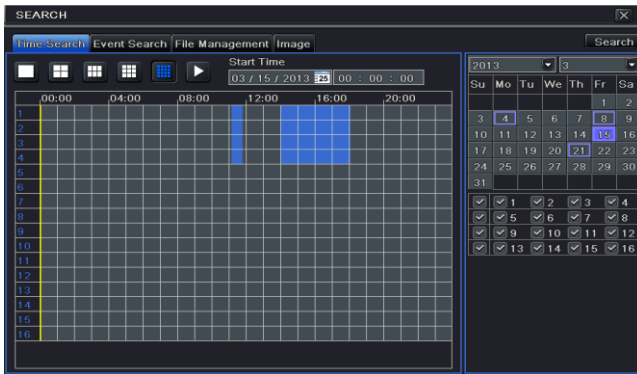 SEARCH
Time Search Event Search File Management Image Search
Start Time
03 / 15 / 2013 25 00 : 00 : 00
2013 3
Su Mo Tu We Th Fr Sa
1 2
3 4 5 6 7 8 9
10 11 12 13 14 15 16
17 18 19 20 21 22 23
24 25 26 27 28 29 30
31
1 2 3 4
5 6 7 8
9 10 11 12
13 14 15 16
00:00 04:00 08:00 12:00 16:00 20:00
1
2
3
4
5
6
7
8
9
10
11
12
13
14
15
16